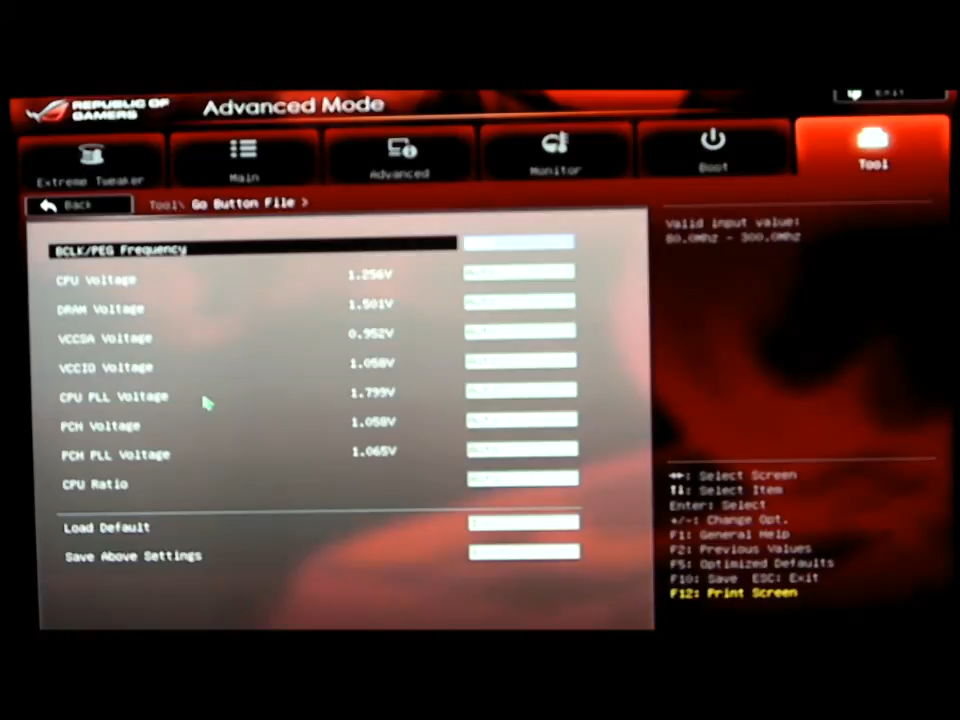 REPUBLIC OF GAMERS
Advanced Mode
Exit
Extreme Tweaker
Main
Advanced
Monitor
Boot
Tool
Back
Tool\ Go Button File >
BCLK/PEG Frequency
CPU Voltage 1.256V
DRAM Voltage 1.501V
VCCSA Voltage 0.952V
VCCIO Voltage 1.058V
CPU PLL Voltage 1.799V
PCH Voltage 1.058V
PCH PLL Voltage 1.065V
CPU Ratio
Load Default
Save Above Settings
Valid input value:
80.0Mhz - 300.0Mhz
→←: Select Screen
↑↓: Select Item
Enter: Select
+/-: Change Opt.
F1: General Help
F2: Previous Values
F5: Optimized Defaults
F10: Save ESC: Exit
F12: Print Screen